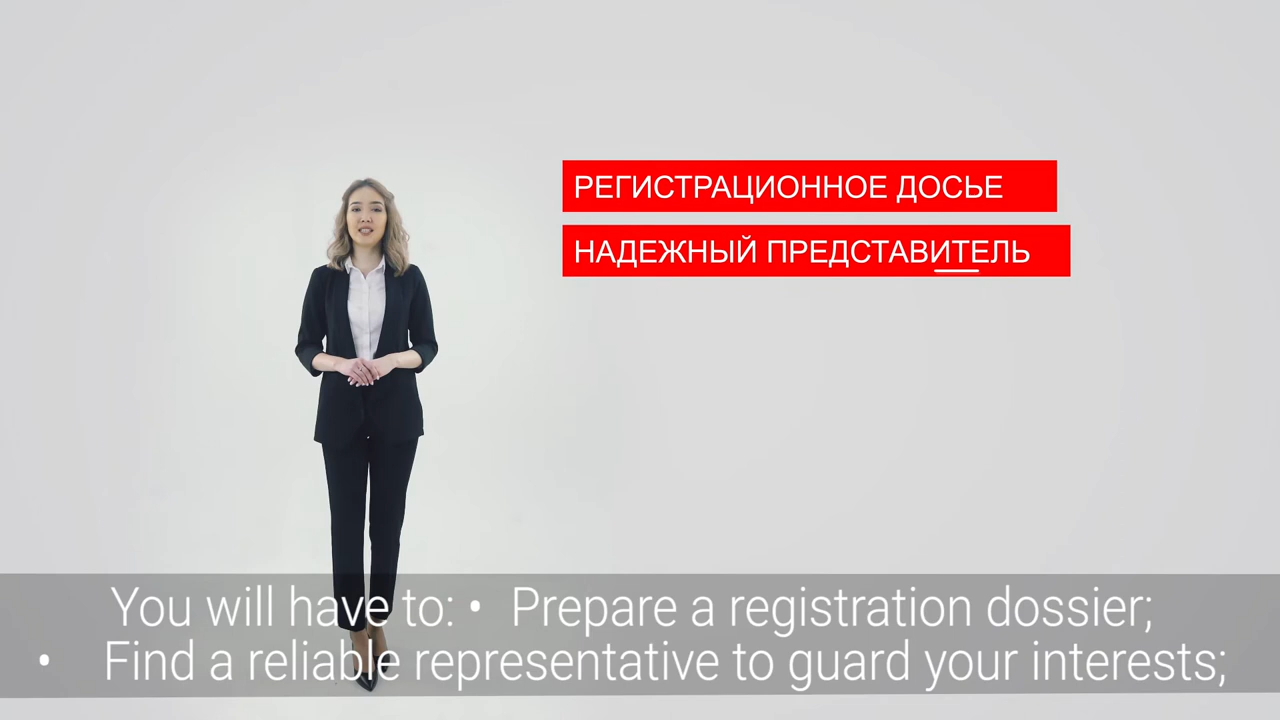 РЕГИСТРАЦИОННОЕ ДОСЬЕ
НАДЕЖНЫЙ ПРЕДСТАВИТЕЛЬ
You will have to: • Prepare a registration dossier;
• Find a reliable representative to guard your interests;